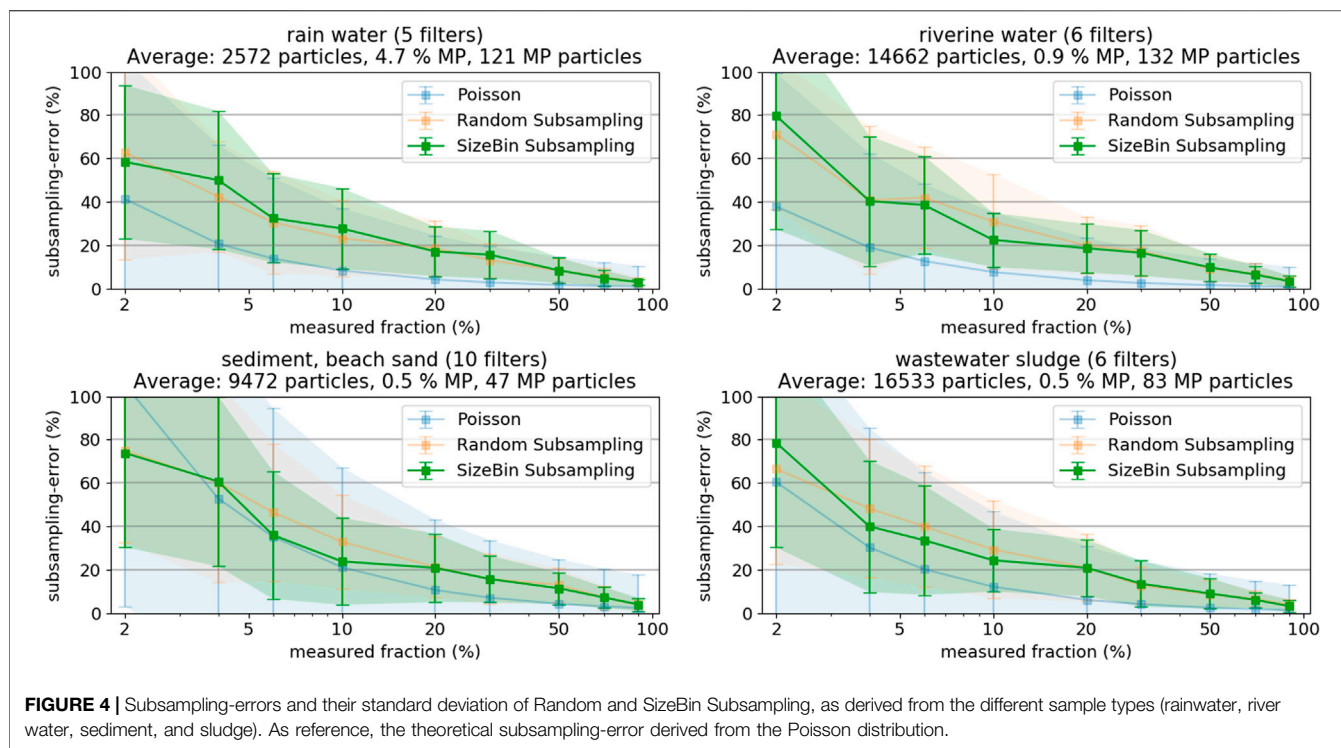 rain water (5 filters)
Average: 2572 particles, 4.7 % MP, 121 MP particles
100
80
60
40
20
0
subsampling-error (%)
Poisson
Random Subsampling
SizeBin Subsampling
2
5
10
20
50
100
measured fraction (%)
riverine water (6 filters)
Average: 14662 particles, 0.9 % MP, 132 MP particles
100
80
60
40
20
0
subsampling-error (%)
Poisson
Random Subsampling
SizeBin Subsampling
2
5
10
20
50
100
measured fraction (%)
sediment, beach sand (10 filters)
Average: 9472 particles, 0.5 % MP, 47 MP particles
100
80
60
40
20
0
subsampling-error (%)
Poisson
Random Subsampling
SizeBin Subsampling
2
5
10
20
50
100
measured fraction (%)
wastewater sludge (6 filters)
Average: 16533 particles, 0.5 % MP, 83 MP particles
100
80
60
40
20
0
subsampling-error (%)
Poisson
Random Subsampling
SizeBin Subsampling
2
5
10
20
50
100
measured fraction (%)
FIGURE 4 | Subsampling-errors and their standard deviation of Random and SizeBin Subsampling, as derived from the different sample types (rainwater, river
water, sediment, and sludge). As reference, the theoretical subsampling-error derived from the Poisson distribution.